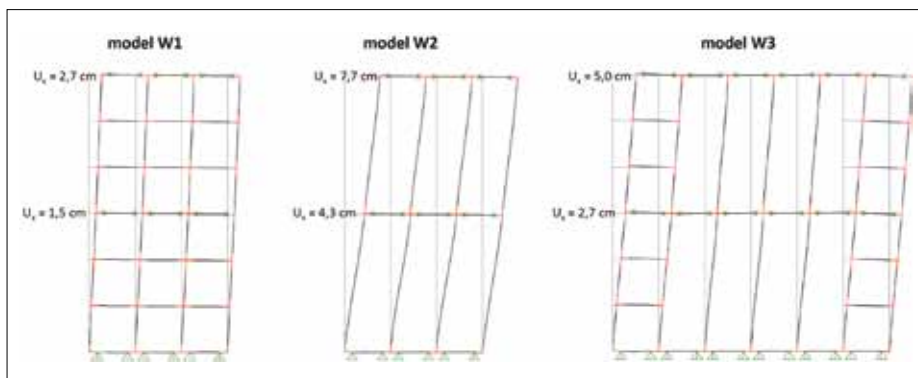 model W1
model W2
model W3
Uₓ = 2,7 cm
Uₓ = 7,7 cm
Uₓ = 5,0 cm
Uₓ = 1,5 cm
Uₓ = 4,3 cm
Uₓ = 2,7 cm